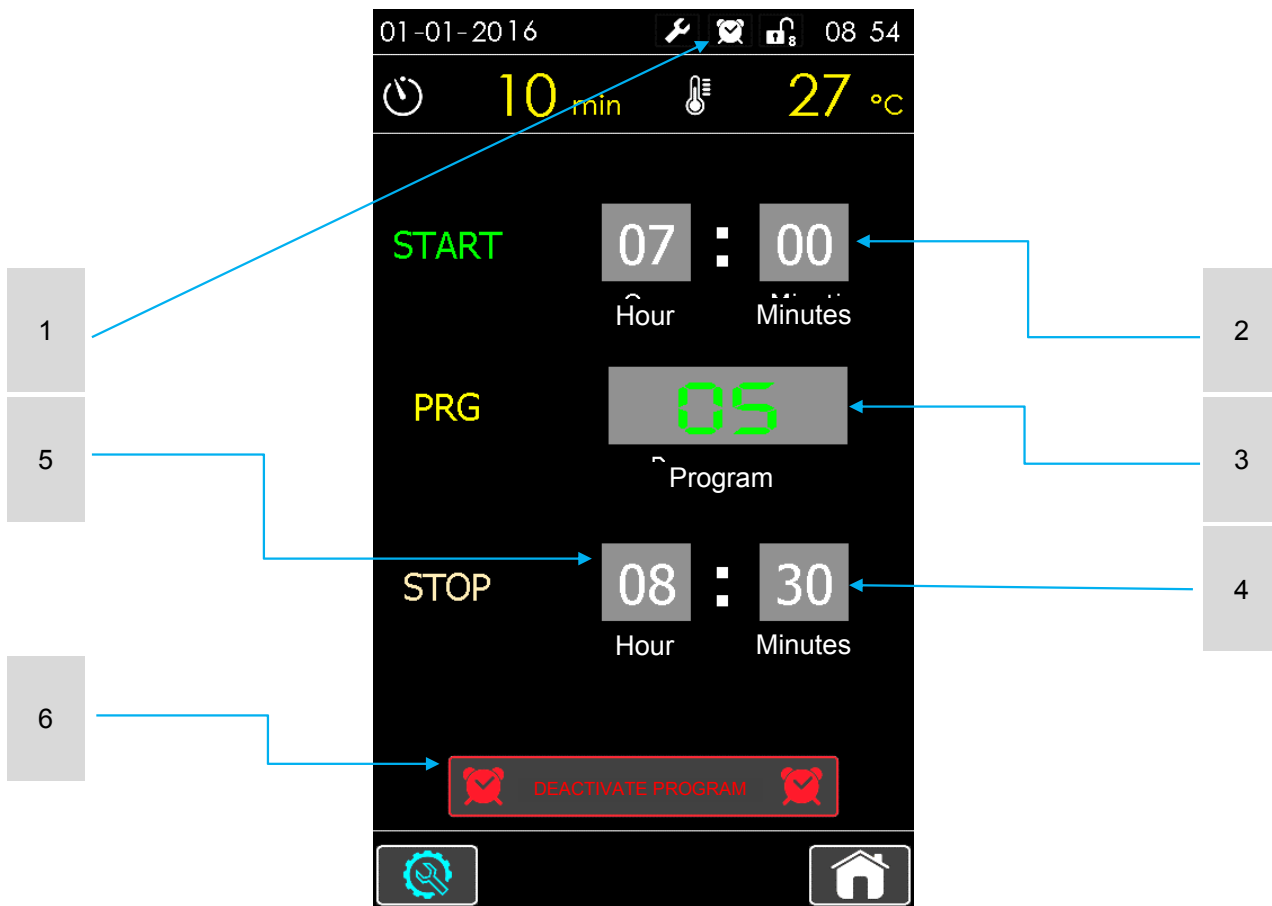 01-01-2016 8 08 54
10 min 27 °C
START 07 : 00
Hour Minutes
1
2
PRG 05
Program
5
3
STOP 08 : 30
Hour Minutes
4
6
DEACTIVATE PROGRAM